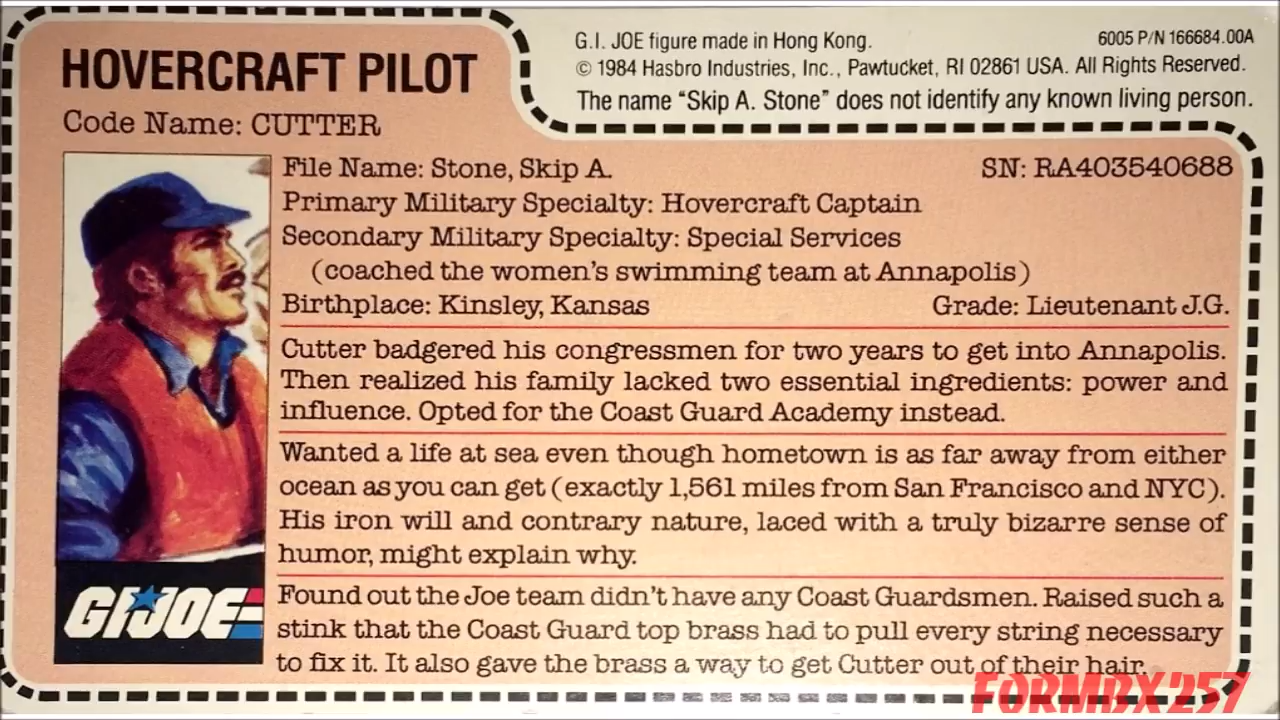 HOVERCRAFT PILOT
Code Name: CUTTER
G.I. JOE figure made in Hong Kong.
6005 P/N 166684.00A
© 1984 Hasbro Industries, Inc., Pawtucket, RI 02861 USA. All Rights Reserved.
The name “Skip A. Stone” does not identify any known living person.
File Name: Stone, Skip A.
SN: RA403540688
Primary Military Specialty: Hovercraft Captain
Secondary Military Specialty: Special Services
(coached the women’s swimming team at Annapolis)
Birthplace: Kinsley, Kansas
Grade: Lieutenant J.G.
Cutter badgered his congressmen for two years to get into Annapolis.
Then realized his family lacked two essential ingredients: power and
influence. Opted for the Coast Guard Academy instead.
Wanted a life at sea even though hometown is as far away from either
ocean as you can get (exactly 1,561 miles from San Francisco and NYC).
His iron will and contrary nature, laced with a truly bizarre sense of
humor, might explain why.
Found out the Joe team didn’t have any Coast Guardsmen. Raised such a
stink that the Coast Guard top brass had to pull every string necessary
to fix it. It also gave the brass a way to get Cutter out of their hair.
GI JOE
FORMBX257